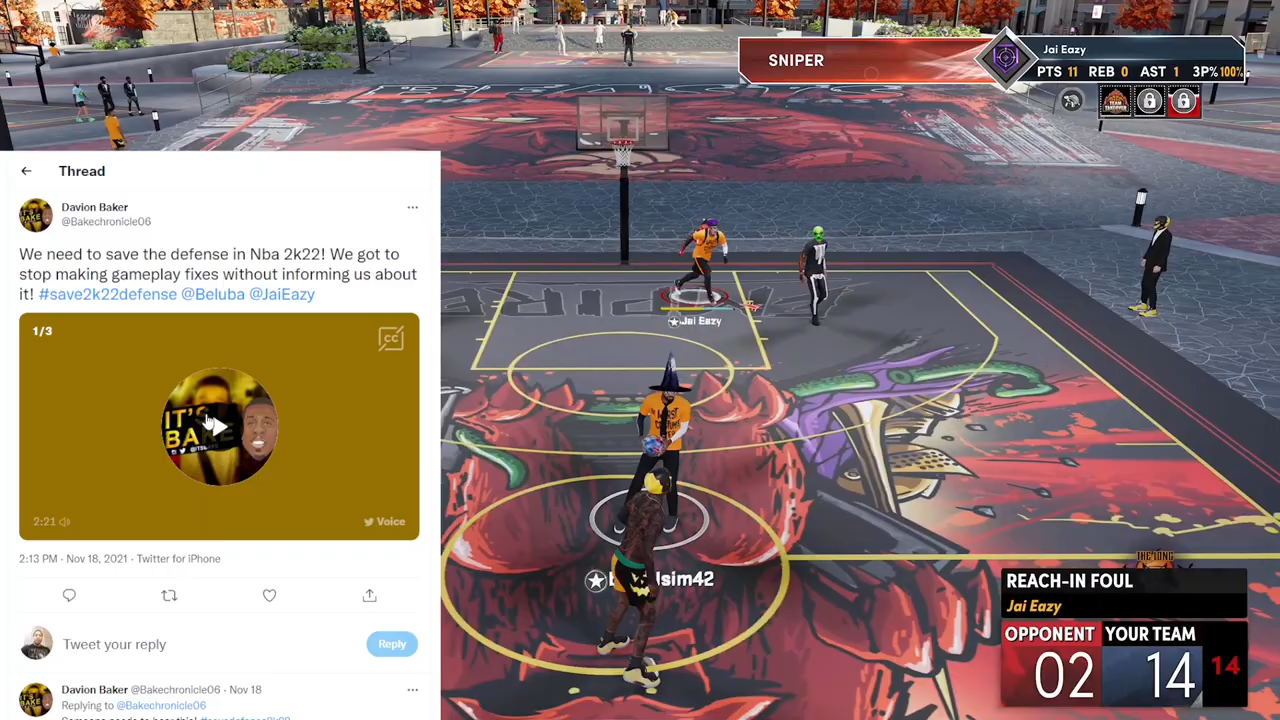 SNIPER
Jai Eazy
PTS 11 REB 0 AST 1 3P% 100%
Thread
Davion Baker
@Bakechronicle06
We need to save the defense in Nba 2k22! We got to
stop making gameplay fixes without informing us about
it! #save2k22defense @Beluba @JaiEazy
1/3
CC
IT'S
BAKE
2:21
Voice
2:13 PM · Nov 18, 2021 · Twitter for iPhone
Tweet your reply
Reply
Davion Baker @Bakechronicle06 · Nov 18
Replying to @Bakechronicle06
Jai Eazy
REACH-IN FOUL
Jai Eazy
OPPONENT YOUR TEAM
02 14 14